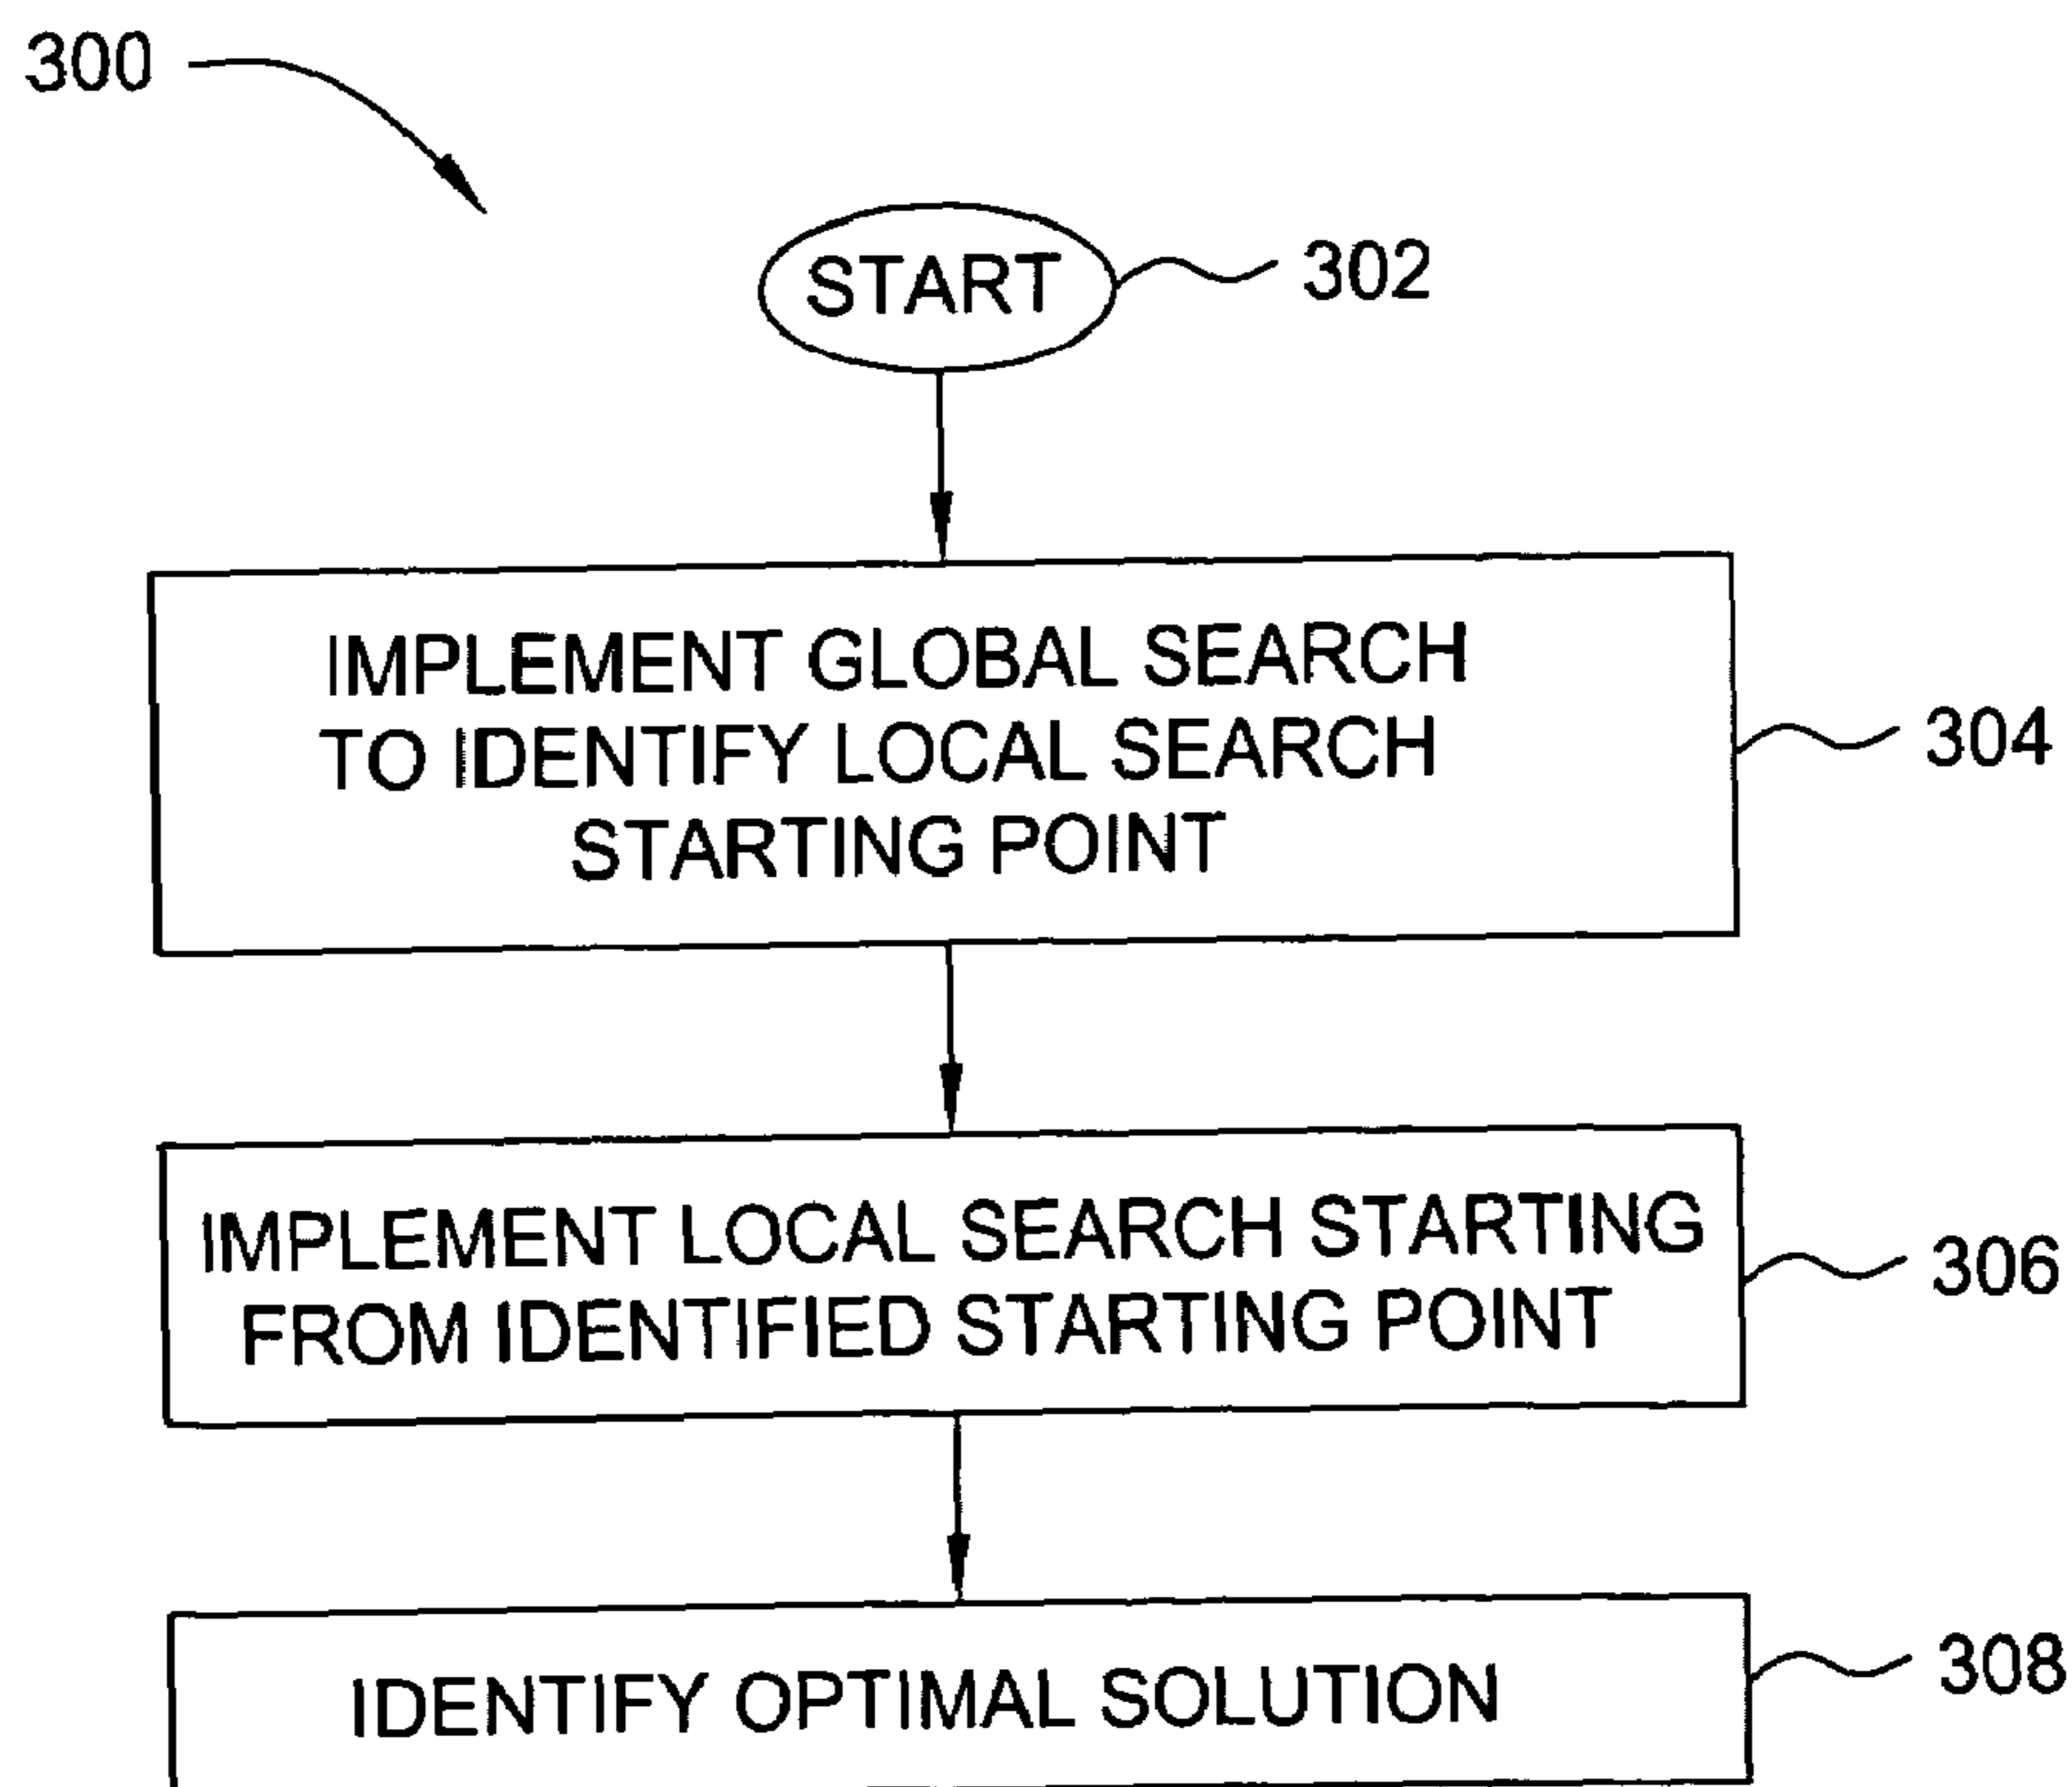 300
START
302
IMPLEMENT GLOBAL SEARCH
TO IDENTIFY LOCAL SEARCH
STARTING POINT
304
IMPLEMENT LOCAL SEARCH STARTING
FROM IDENTIFIED STARTING POINT
306
IDENTIFY OPTIMAL SOLUTION
308